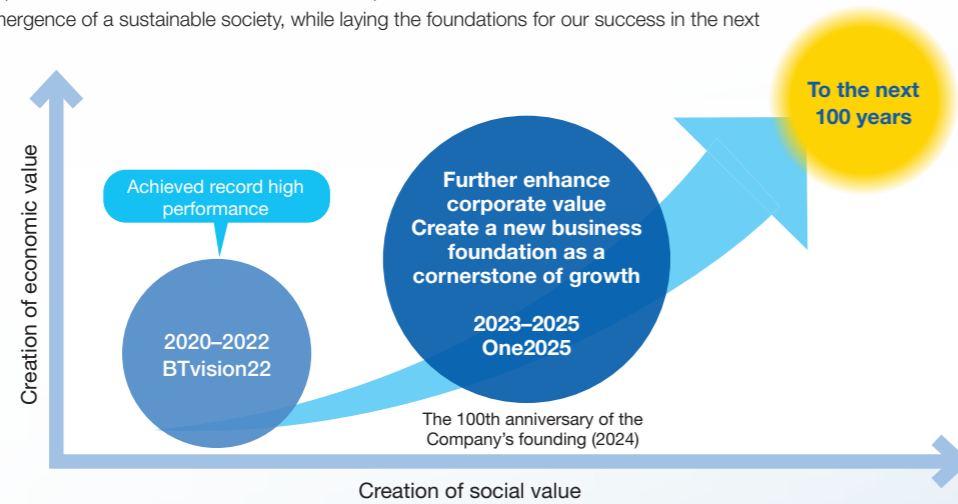 mergence of a sustainable society, while laying the foundations for our success in the next
To the next
100 years
Achieved record high
performance
Further enhance
corporate value
Create a new business
foundation as a
cornerstone of growth
2023–2025
One2025
2020–2022
BTvision22
The 100th anniversary of the
Company’s founding (2024)
Creation of economic value
Creation of social value